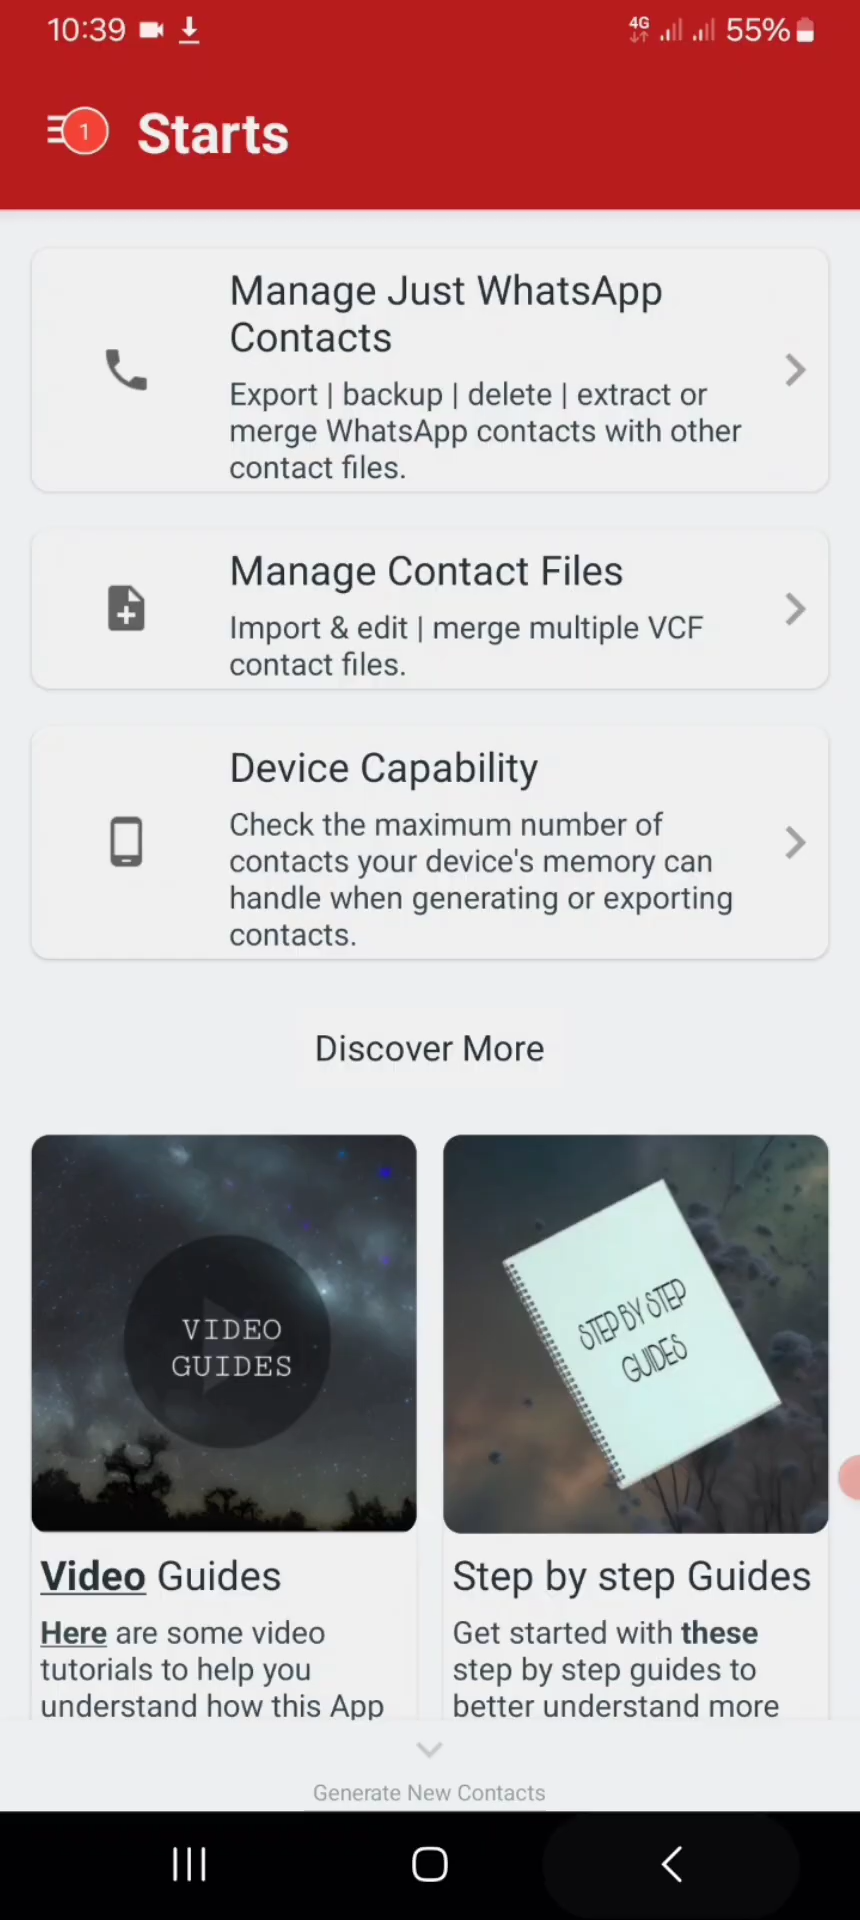 10:39
4G
55%
1
Starts
Manage Just WhatsApp
Contacts
Export | backup | delete | extract or
merge WhatsApp contacts with other
contact files.
Manage Contact Files
Import & edit | merge multiple VCF
contact files.
Device Capability
Check the maximum number of
contacts your device's memory can
handle when generating or exporting
contacts.
Discover More
VIDEO
GUIDES
STEP BY STEP
GUIDES
Video Guides
Here are some video
tutorials to help you
understand how this App
Step by step Guides
Get started with these
step by step guides to
better understand more
Generate New Contacts